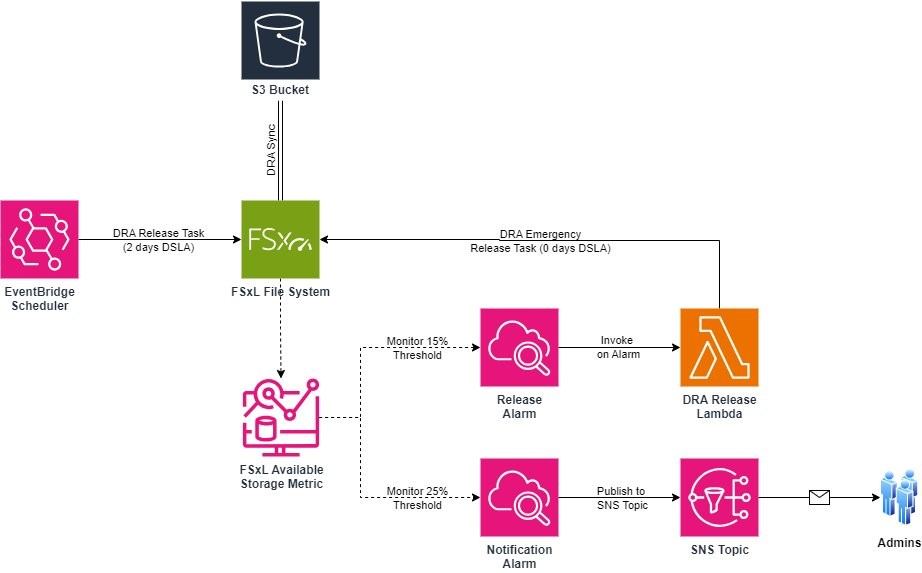 S3 Bucket
DRA Sync
DRA Release Task
(2 days DSLA)
FSx
EventBridge
Scheduler
FSxL File System
DRA Emergency
Release Task (0 days DSLA)
Monitor 15%
Threshold
Invoke
on Alarm
Release
Alarm
DRA Release
Lambda
FSxL Available
Storage Metric
Monitor 25%
Threshold
Publish to
SNS Topic
Notification
Alarm
SNS Topic
Admins